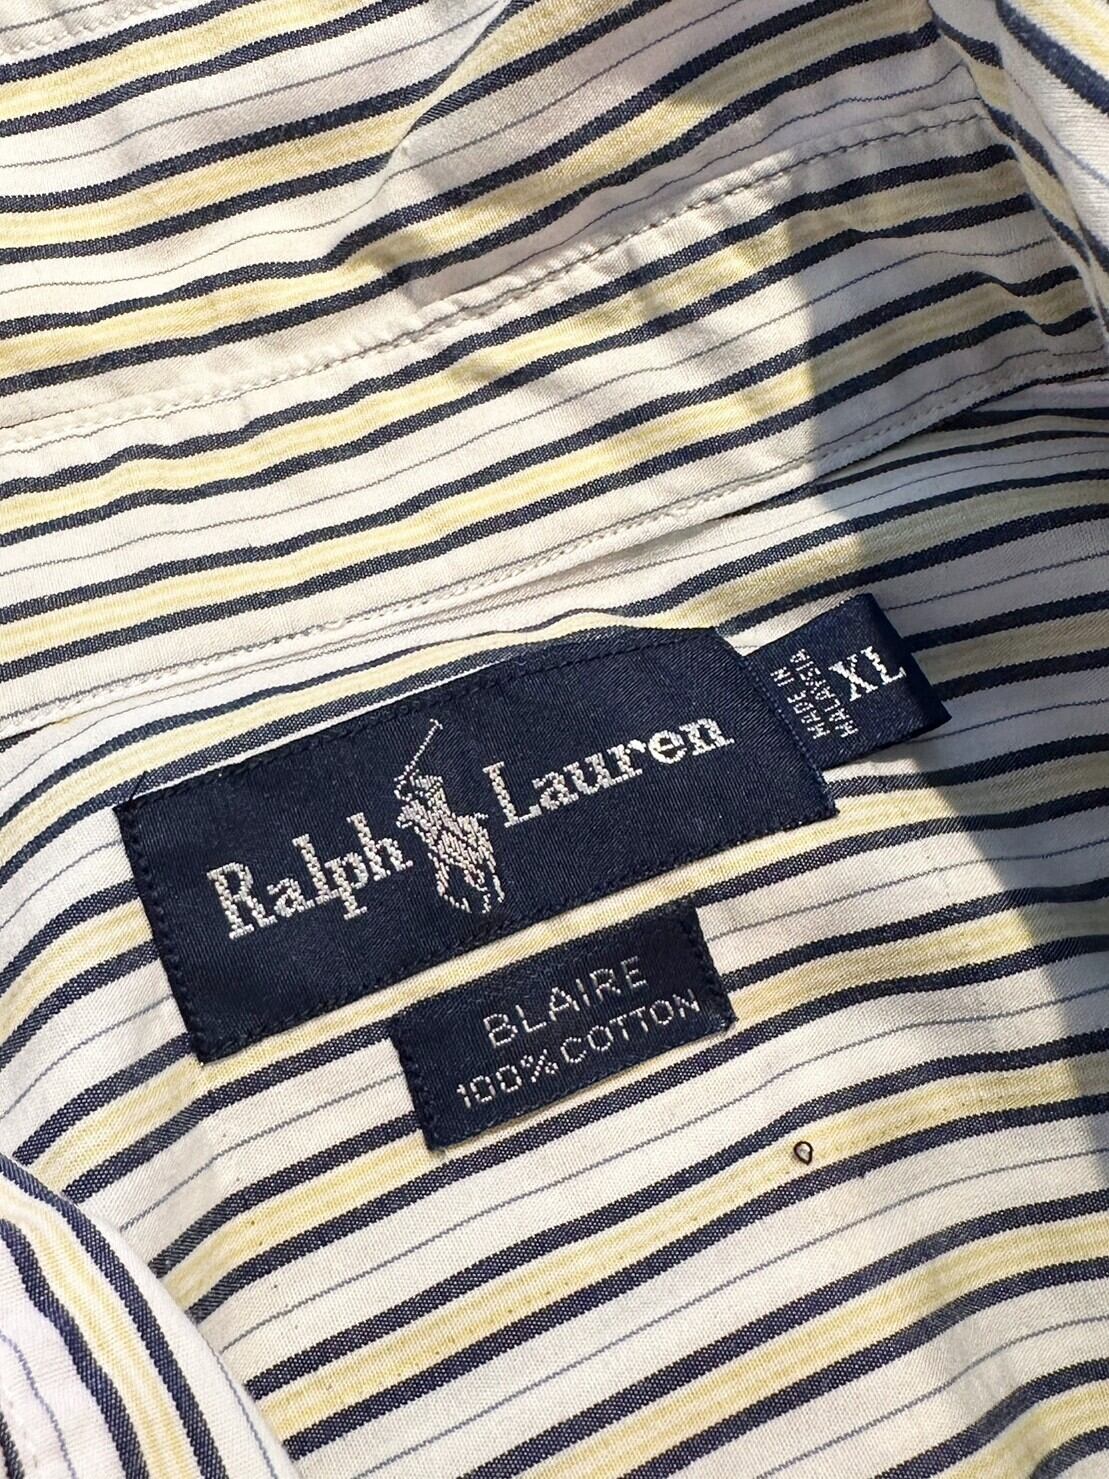 Ralph Lauren
XL
MADE IN
MALAYSIA
BLAIRE
100% COTTON